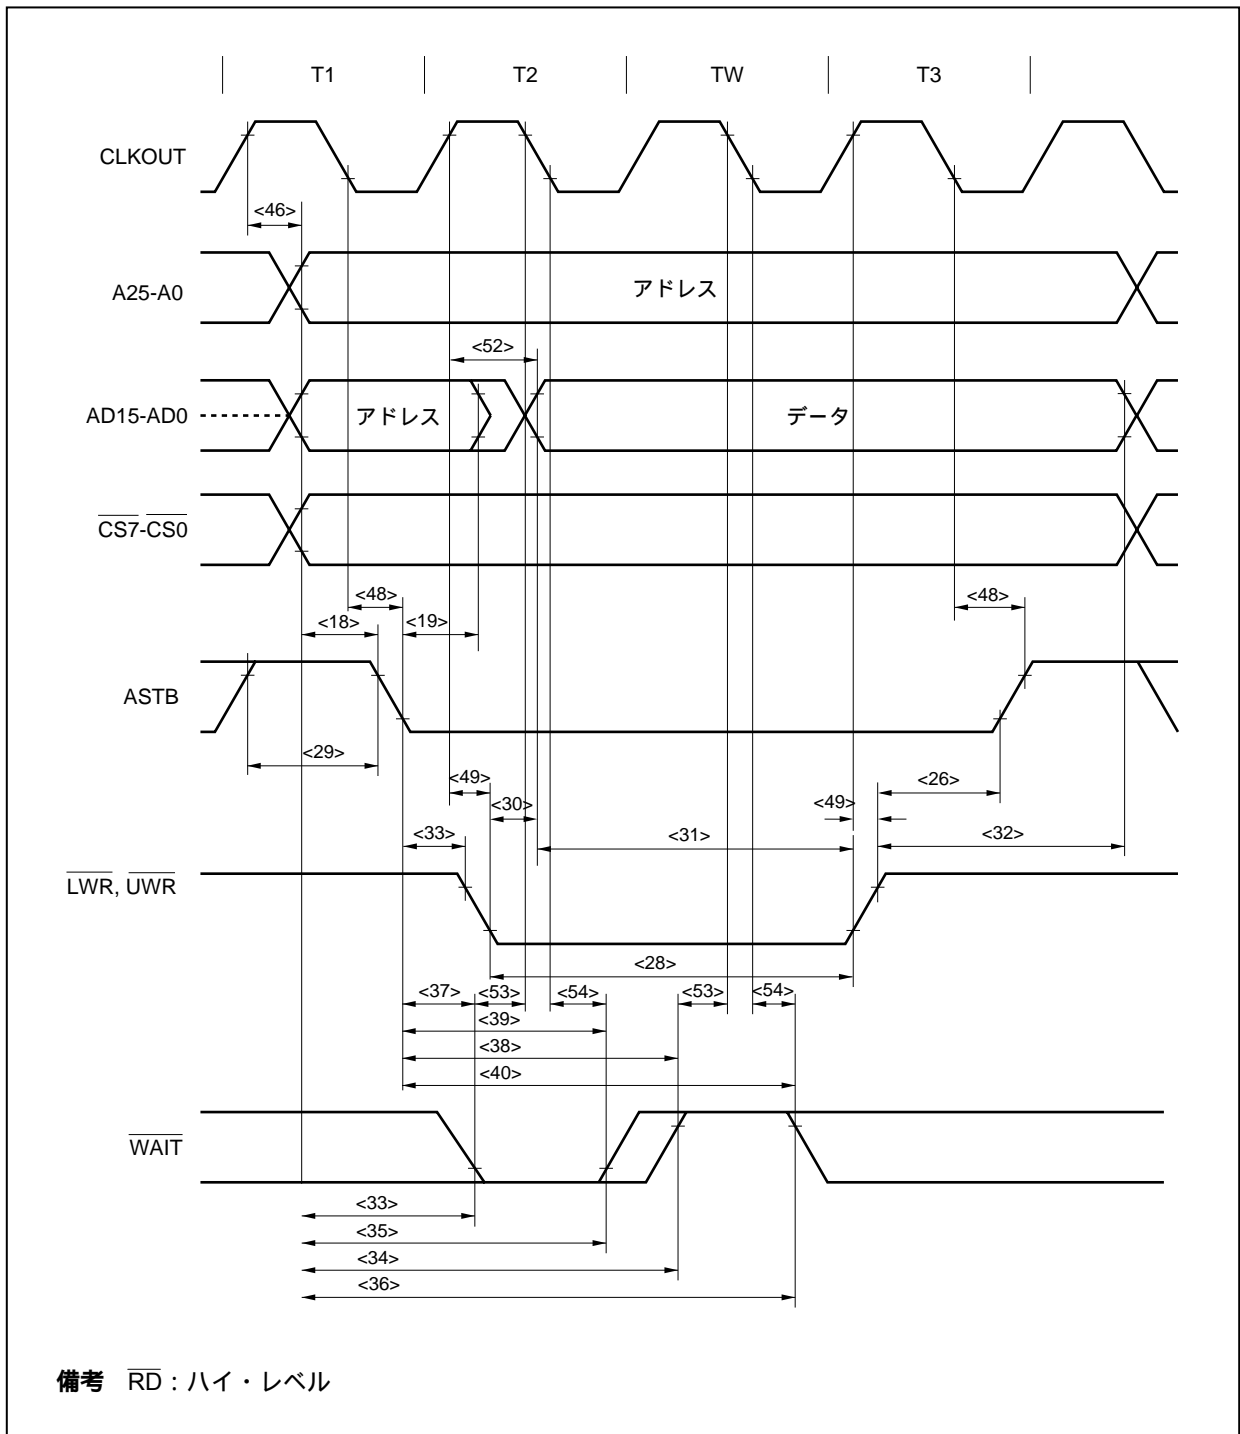 T1 T2 TW T3
CLKOUT
<46>
A25-A0 アドレス
<52>
AD15-AD0 アドレス データ
CS7-CS0
<48> <48>
<18> <19>
ASTB
<29>
<49> <26>
<30> <49>
<33> <31> <32>
LWR, UWR
<28>
<37> <53> <54> <53> <54>
<39>
<38>
<40>
WAIT
<33>
<35>
<34>
<36>
備考 RD:ハイ・レベル